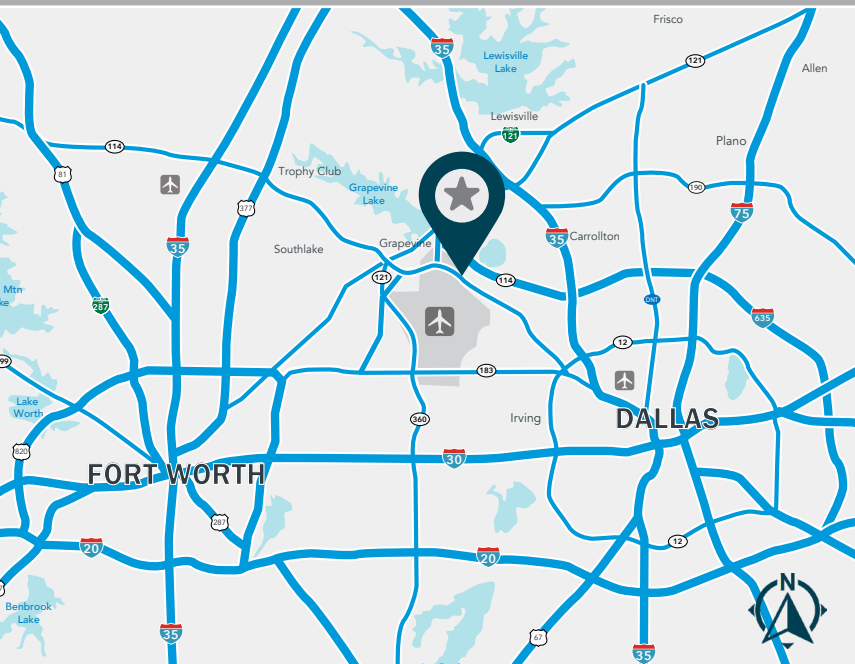 Frisco
35
Lewisville
Lake
121
Allen
Lewisville
121
Plano
114
Trophy Club
81
Grapevine
Lake
190
377
75
35
Southlake
Grapevine
35
Carrollton
121
114
Mtn
ke
287
DNT
635
12
99
183
Lake
Worth
360
Irving
DALLAS
820
30
FORT WORTH
287
20
12
20
N
Benbrook
Lake
35
67
35